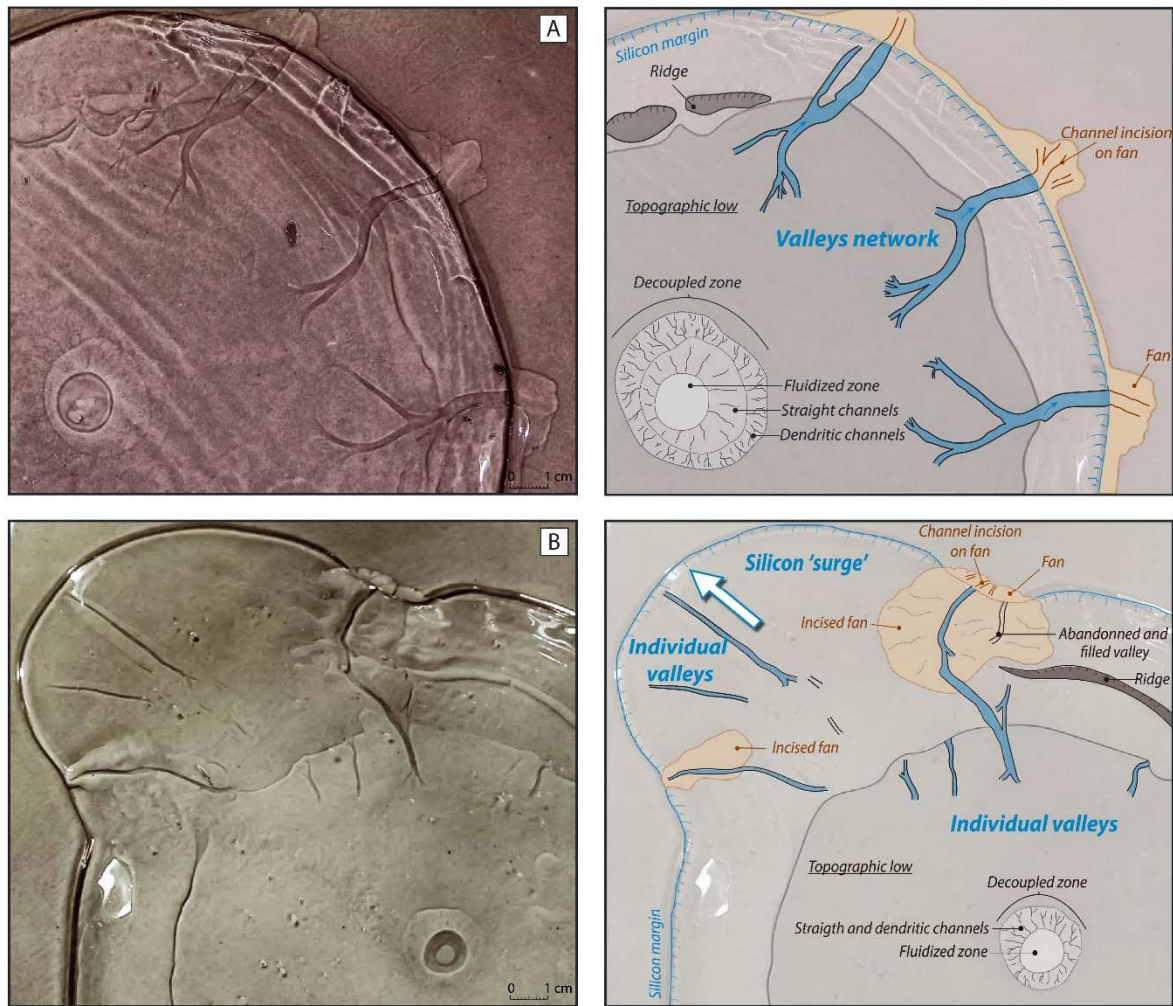 A
0 1 cm
Silicon margin
Ridge
Channel incision
on fan
Topographic low
Valleys network
Decoupled zone
Fan
Fluidized zone
Straight channels
Dendritic channels
B
0 1 cm
Channel incision
on fan
Silicon 'surge'
Fan
Incised fan
Individual
valleys
Abandonned and
filled valley
Ridge
Incised fan
Individual valleys
Topographic low
Decoupled zone
Straigth and dendritic channels
Fluidized zone
Silicon margin